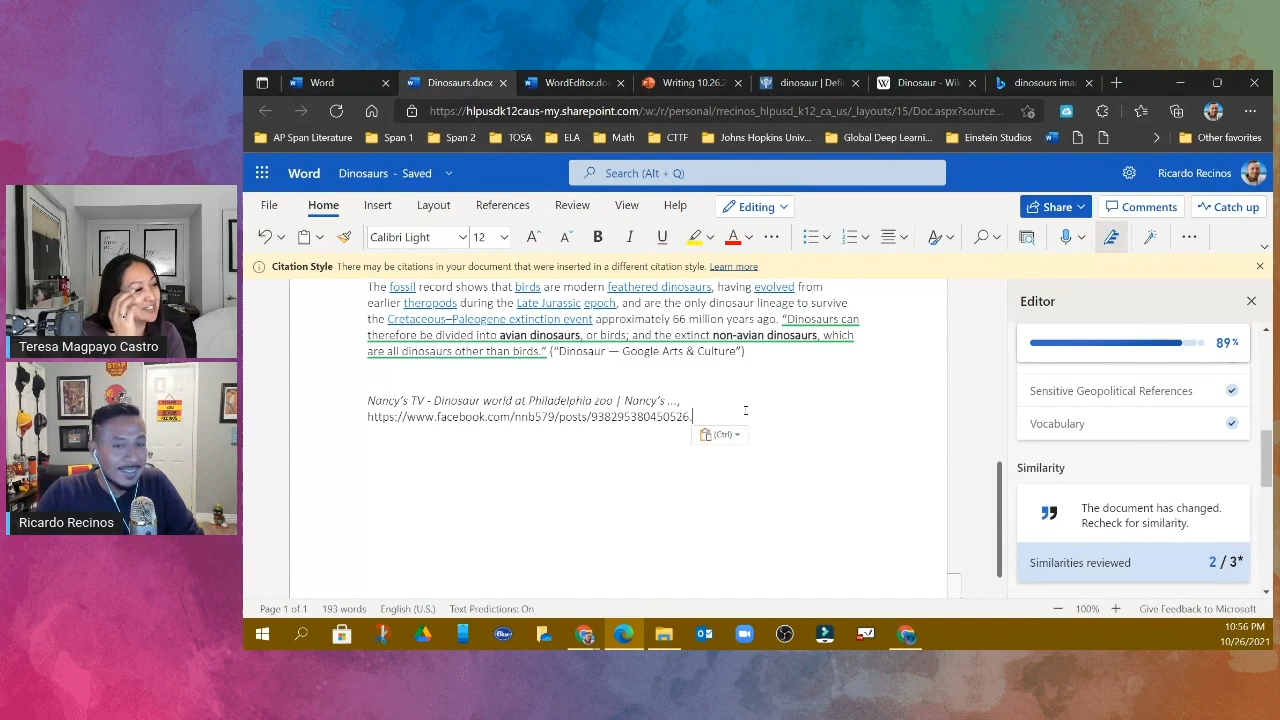 Word
Dinosaurs.docx
WordEditor.do
Writing 10.26.2
dinosaur | Defi
Dinosaur - Wik
dinosours ima
https://hlpusdk12caus-my.sharepoint.com/:w:/r/personal/rrecinos_hlpusd_k12_ca_us/_layouts/15/Doc.aspx?source...
AP Span Literature
Span 1
Span 2
TOSA
ELA
Math
CTTF
Johns Hopkins Univ...
Global Deep Learni...
Einstein Studios
Other favorites
Word
Dinosaurs - Saved
Search (Alt + Q)
Ricardo Recinos
File
Home
Insert
Layout
References
Review
View
Help
Editing
Share
Comments
Catch up
Calibri Light
12
Citation Style There may be citations in your document that were inserted in a different citation style. Learn more
The fossil record shows that birds are modern feathered dinosaurs, having evolved from
earlier theropods during the Late Jurassic epoch, and are the only dinosaur lineage to survive
the Cretaceous–Paleogene extinction event approximately 66 million years ago. “Dinosaurs can
therefore be divided into avian dinosaurs, or birds; and the extinct non-avian dinosaurs, which
are all dinosaurs other than birds.” (“Dinosaur — Google Arts & Culture”)
Nancy’s TV - Dinosaur world at Philadelphia zoo | Nancy’s ...,
https://www.facebook.com/nnb579/posts/938295380450526.
(Ctrl)
Editor
89%
Sensitive Geopolitical References
Vocabulary
Similarity
The document has changed.
Recheck for similarity.
Similarities reviewed 2 / 3*
Teresa Magpayo Castro
Ricardo Recinos
Page 1 of 1
193 words
English (U.S.)
Text Predictions: On
100%
Give Feedback to Microsoft
10:56 PM
10/26/2021